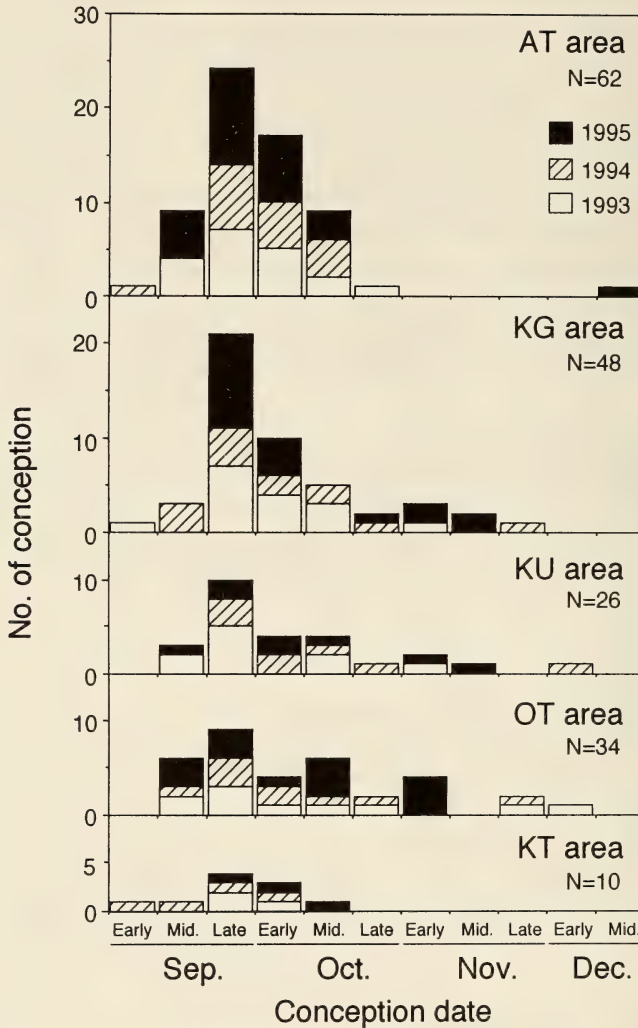 30
AT area
N=62
1995
1994
1993
20
10
0
KG area
N=48
20
10
0
KU area
N=26
10
0
OT area
N=34
10
0
KT area
N=10
5
0
No. of conception
Early Mid. Late Early Mid. Late Early Mid. Late Early Mid.
Sep. Oct. Nov. Dec.
Conception date